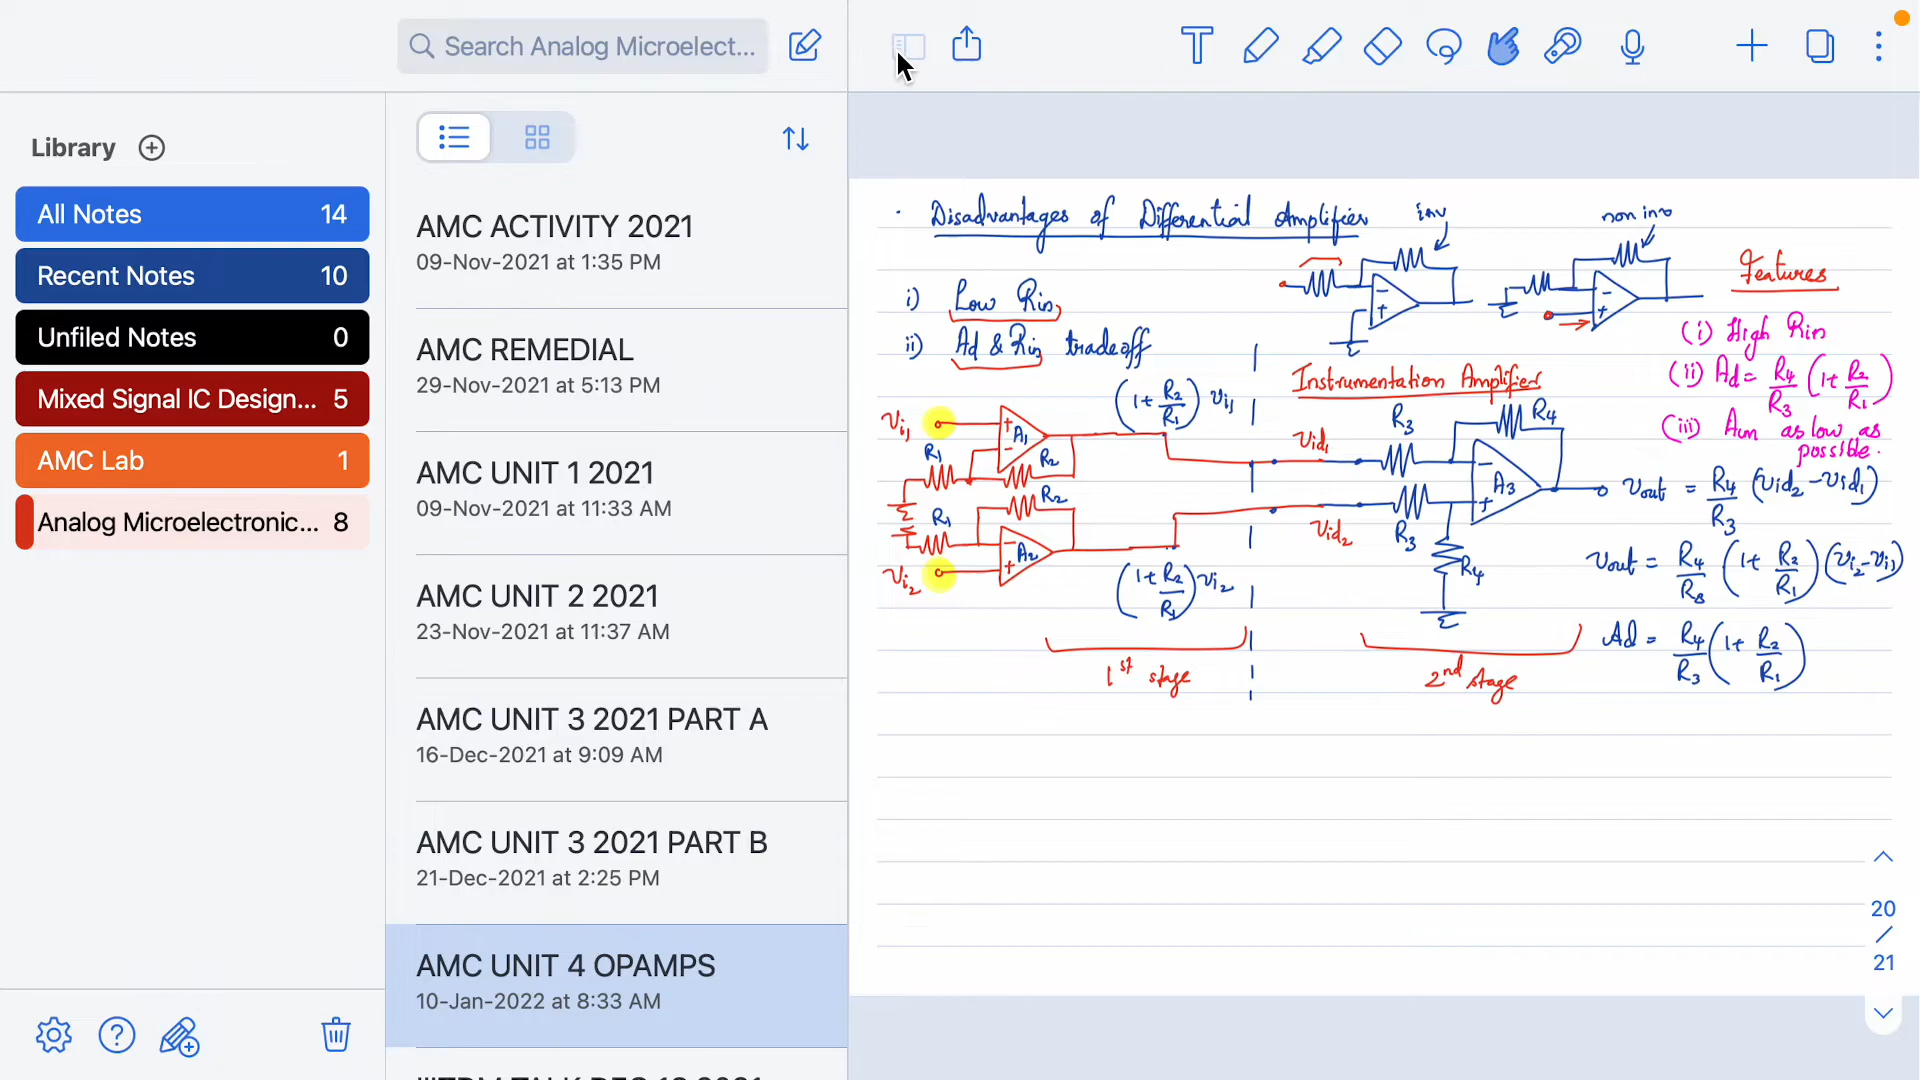 Search Analog Microelect...
Library
All Notes 14
Recent Notes 10
Unfiled Notes 0
Mixed Signal IC Design... 5
AMC Lab 1
Analog Microelectronic... 8
AMC ACTIVITY 2021
09-Nov-2021 at 1:35 PM
AMC REMEDIAL
29-Nov-2021 at 5:13 PM
AMC UNIT 1 2021
09-Nov-2021 at 11:33 AM
AMC UNIT 2 2021
23-Nov-2021 at 11:37 AM
AMC UNIT 3 2021 PART A
16-Dec-2021 at 9:09 AM
AMC UNIT 3 2021 PART B
21-Dec-2021 at 2:25 PM
AMC UNIT 4 OPAMPS
10-Jan-2022 at 8:33 AM
T
· Disadvantages of Differential Amplifier
inv
non inv
i) Low Rin
ii) Ad & Rin tradeoff
Features
(i) High Rin
(ii) Ad = R4/R3 (1 + R2/R1)
(iii) Acm as low as
possible.
Instrumentation Amplifier
(1 + R2/R1) vi1
vi1
R1
A1
R2
R2
R1
A2
vi2
(1 + R2/R1) vi2
vid1
R3
R4
A3
vid2
R3
R4
vout = R4/R3 (vid2 - vid1)
vout = R4/R3 (1 + R2/R1) (vi2 - vi1)
Ad = R4/R3 (1 + R2/R1)
1st stage
2nd stage
20
/
21